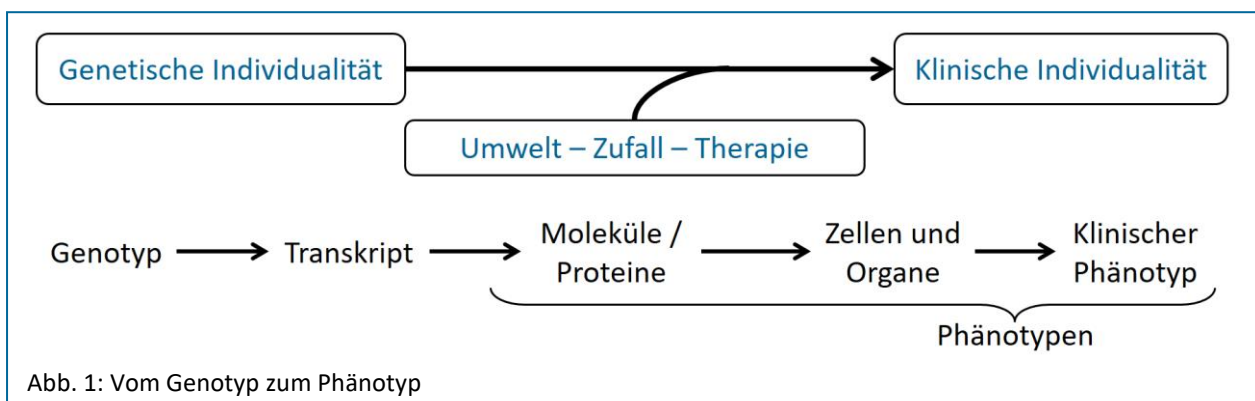 Genetische Individualität
Klinische Individualität
Umwelt – Zufall – Therapie
Genotyp
Transkript
Moleküle /
Proteine
Zellen und
Organe
Klinischer
Phänotyp
Phänotypen
Abb. 1: Vom Genotyp zum Phänotyp